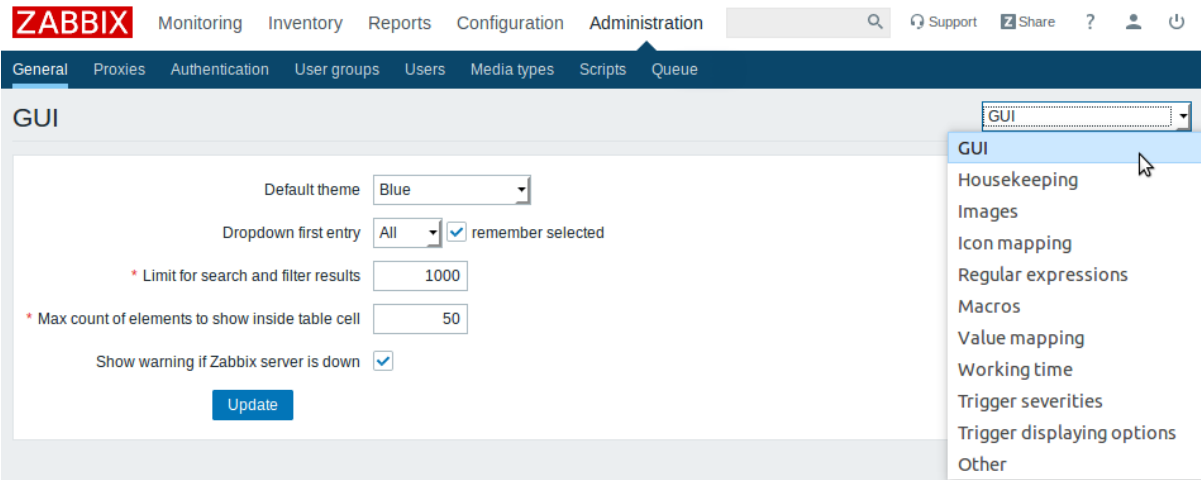 ZABBIX Monitoring Inventory Reports Configuration Administration Support Z Share ?
General Proxies Authentication User groups Users Media types Scripts Queue
GUI GUI
GUI
Housekeeping
Images
Icon mapping
Regular expressions
Macros
Value mapping
Working time
Trigger severities
Trigger displaying options
Other
Default theme Blue
Dropdown first entry All remember selected
* Limit for search and filter results 1000
* Max count of elements to show inside table cell 50
Show warning if Zabbix server is down
Update